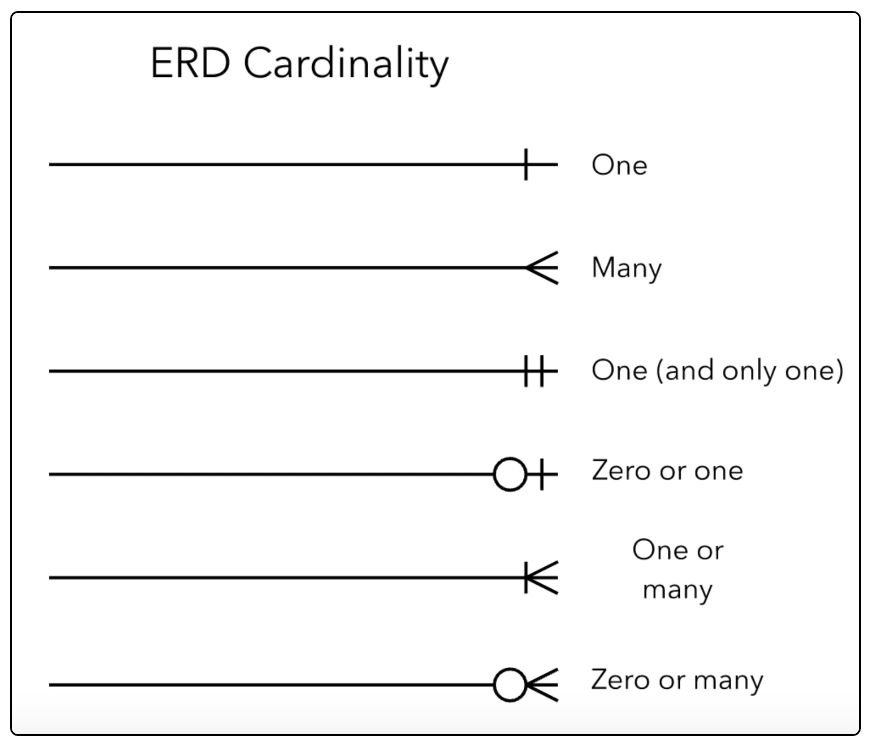 ERD Cardinality
One
Many
One (and only one)
Zero or one
One or
many
Zero or many